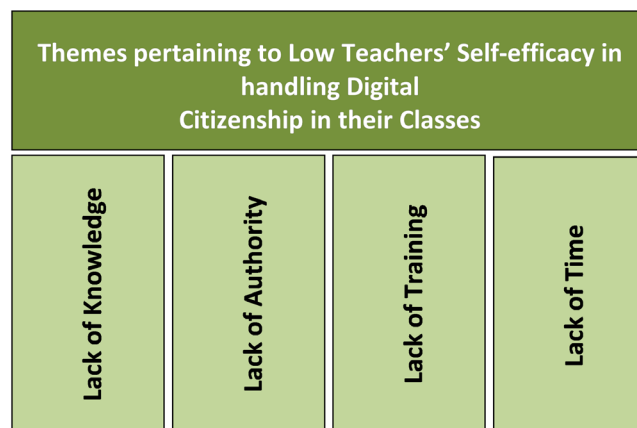 Themes pertaining to Low Teachers’ Self-efficacy in
handling Digital
Citizenship in their Classes
Lack of Knowledge
Lack of Authority
Lack of Training
Lack of Time